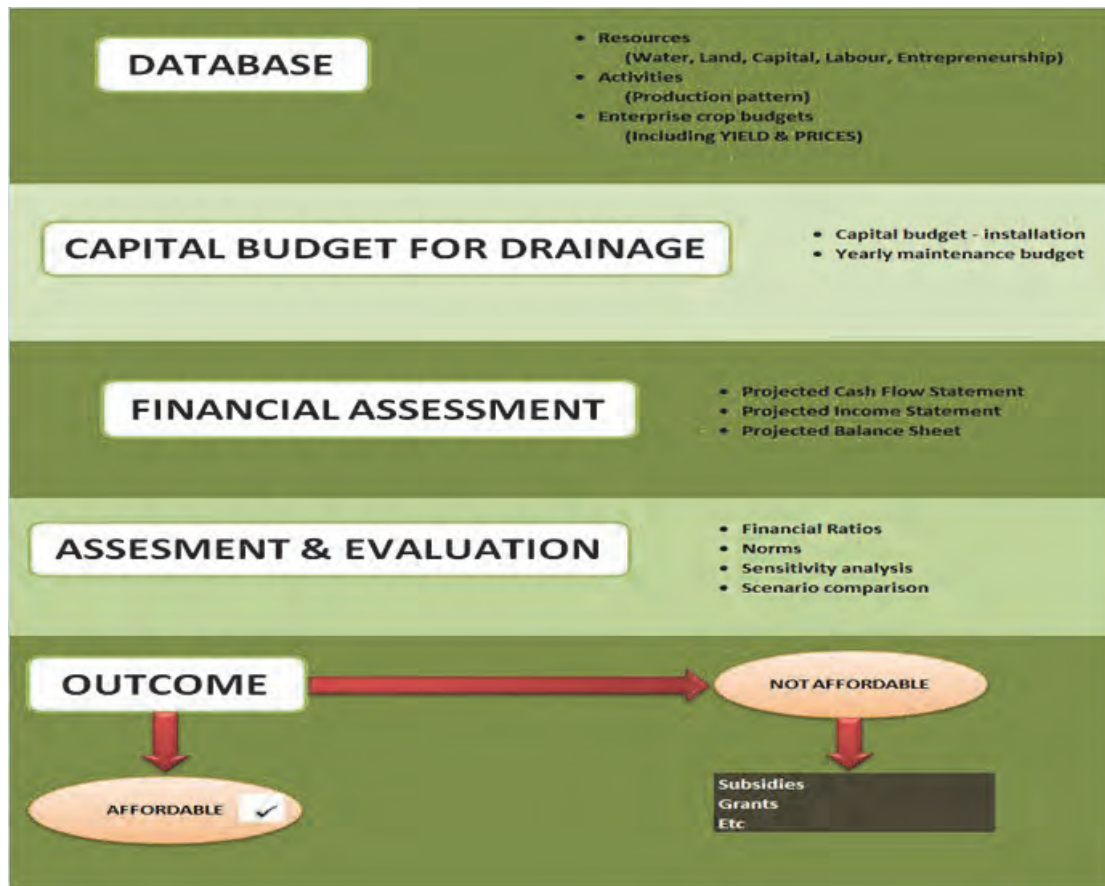 DATABASE
• Resources
(Water, Land, Capital, Labour, Entrepreneurship)
• Activities
(Production pattern)
• Enterprise crop budgets
(Including YIELD & PRICES)
CAPITAL BUDGET FOR DRAINAGE
• Capital budget - installation
• Yearly maintenance budget
FINANCIAL ASSESSMENT
• Projected Cash Flow Statement
• Projected Income Statement
• Projected Balance Sheet
ASSESMENT & EVALUATION
• Financial Ratios
• Norms
• Sensitivity analysis
• Scenario comparison
OUTCOME
NOT AFFORDABLE
AFFORDABLE ✓
Subsidies
Grants
Etc